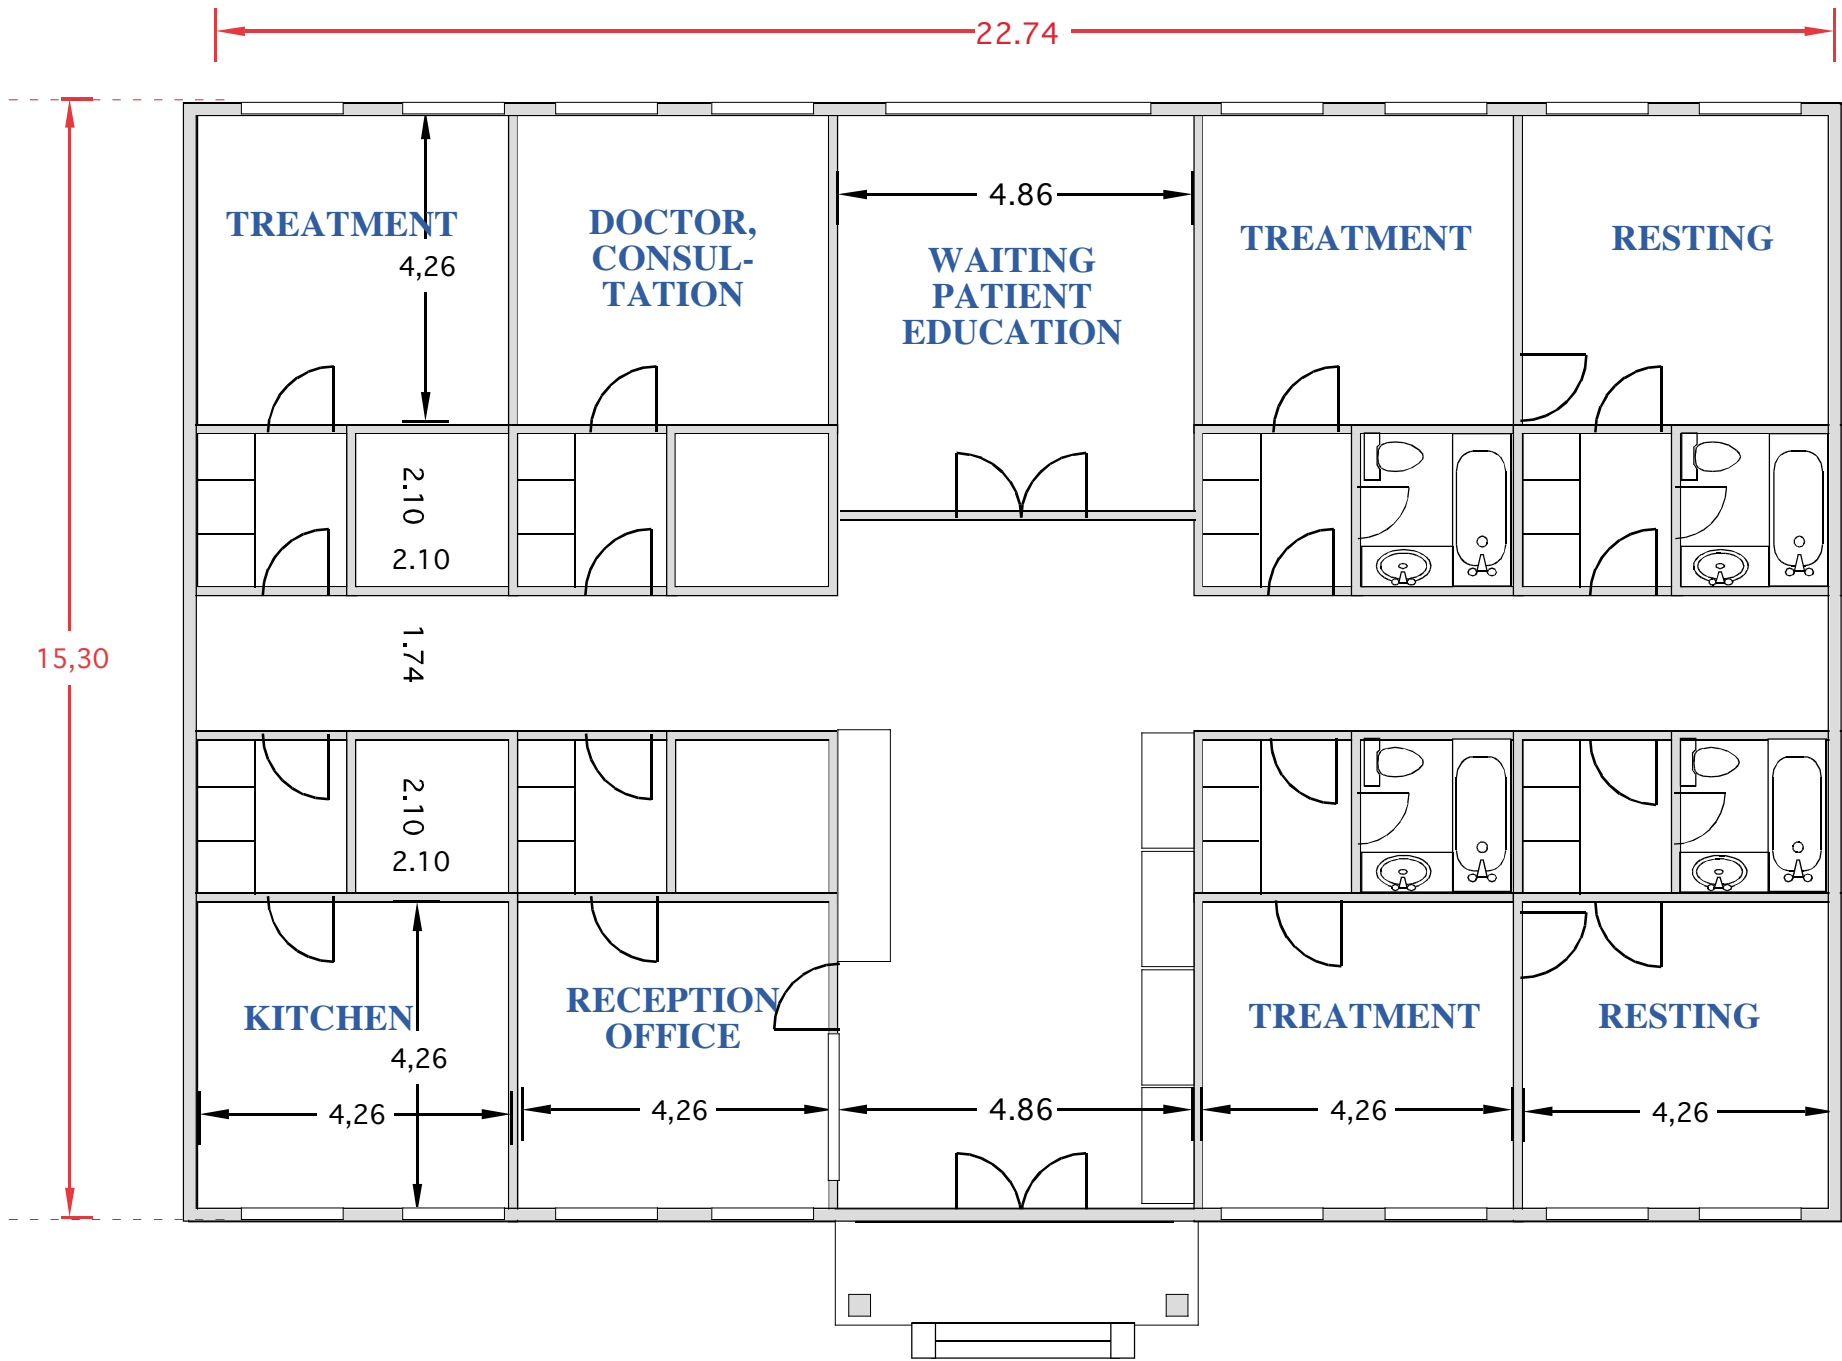 22.74
TREATMENT
4,26
DOCTOR,
CONSUL-
TATION
4.86
WAITING
PATIENT
EDUCATION
TREATMENT
RESTING
2.10
2.10
15,30
1.74
2.10
2.10
KITCHEN
4,26
4,26
RECEPTION
OFFICE
4,26
4.86
TREATMENT
4,26
RESTING
4,26